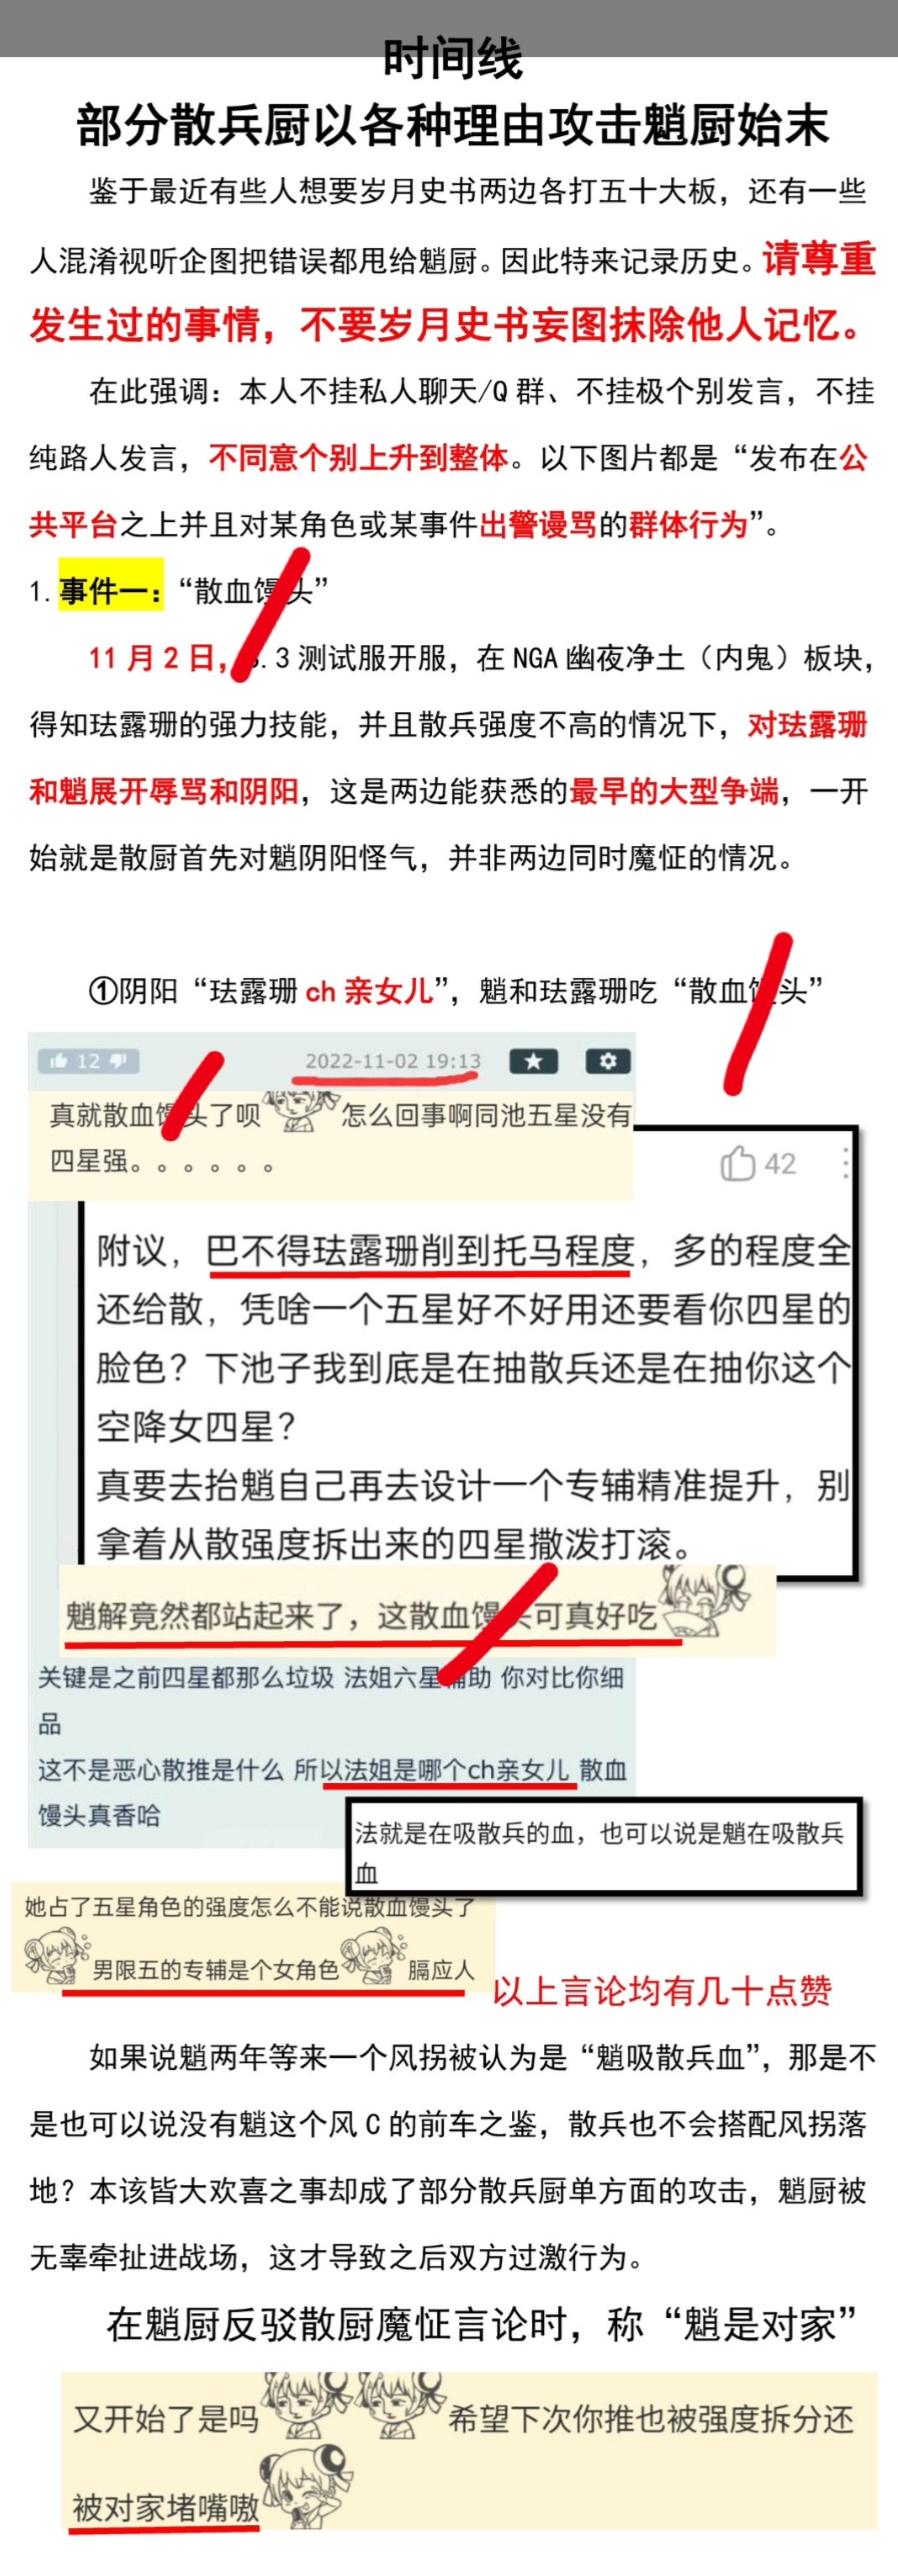 时间线
部分散兵厨以各种理由攻击魈厨始末
鉴于最近有些人想要岁月史书两边各打五十大板，还有一些
人混淆视听企图把错误都甩给魈厨。因此特来记录历史。请尊重
发生过的事情，不要岁月史书妄图抹除他人记忆。
在此强调：本人不挂私人聊天/Q群、不挂极个别发言，不挂
纯路人发言，不同意个别上升到整体。以下图片都是“发布在公
共平台之上并且对某角色或某事件出警谩骂的群体行为”。
1.事件一：“散血馒头”
11月2日，.3测试服开服，在NGA幽夜净土（内鬼）板块，
得知珐露珊的强力技能，并且散兵强度不高的情况下，对珐露珊
和魈展开辱骂和阴阳，这是两边能获悉的最早的大型争端，一开
始就是散厨首先对魈阴阳怪气，并非两边同时魔怔的情况。
①阴阳“珐露珊ch亲女儿”，魈和珐露珊吃“散血馒头”
12 2022-11-02 19:13
真就散血馒头了呗 怎么回事啊同池五星没有
四星强。。。。。。
42
附议，巴不得珐露珊削到托马程度，多的程度全
还给散，凭啥一个五星好不好用还要看你四星的
脸色？下池子我到底是在抽散兵还是在抽你这个
空降女四星？
真要去抬魈自己再去设计一个专辅精准提升，别
拿着从散强度拆出来的四星撒泼打滚。
魈解竟然都站起来了，这散血馒头可真好吃
关键是之前四星都那么垃圾 法姐六星辅助 你对比你细
品
这不是恶心散推是什么 所以法姐是哪个ch亲女儿 散血
馒头真香哈
法就是在吸散兵的血，也可以说是魈在吸散兵
血
她占了五星角色的强度怎么不能说散血馒头了
男限五的专辅是个女角色 膈应人
以上言论均有几十点赞
如果说魈两年等来一个风拐被认为是“魈吸散兵血”，那是不
是也可以说没有魈这个风C的前车之鉴，散兵也不会搭配风拐落
地？本该皆大欢喜之事却成了部分散兵厨单方面的攻击，魈厨被
无辜牵扯进战场，这才导致之后双方过激行为。
在魈厨反驳散厨魔怔言论时，称“魈是对家”
又开始了是吗 希望下次你推也被强度拆分还
被对家堵嘴嗷